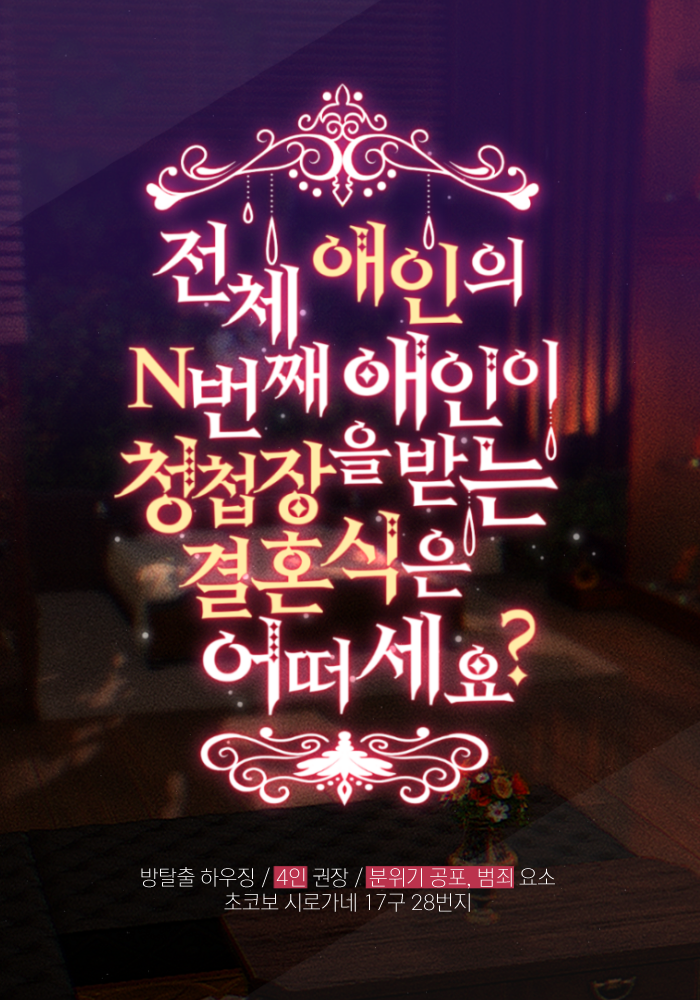 전체 애인의
N번째 애인이
청첩장을 받는
결혼식은
어떠세요?
방탈출 하우징 / 4인 권장 / 분위기 공포, 범죄 요소
초코보 시로가네 17구 28번지